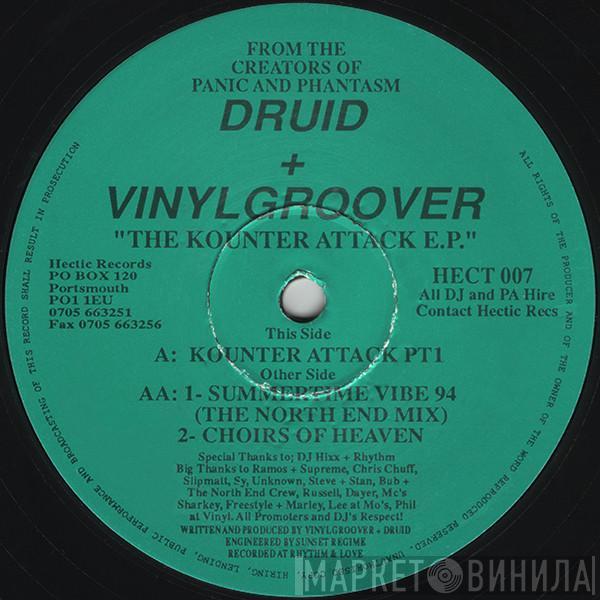 FROM THE
CREATORS OF
PANIC AND PHANTASM
DRUID
+
VINYLGROOVER
"THE KOUNTER ATTACK E.P."
Hectic Records
PO BOX 120
Portsmouth
PO1 1EU
0705 663251
Fax 0705 663256
HECT 007
All DJ and PA Hire
Contact Hectic Recs
This Side
A: KOUNTER ATTACK PT1
Other Side
AA: 1- SUMMERTIME VIBE 94
(THE NORTH END MIX)
2- CHOIRS OF HEAVEN
Special Thanks to; DJ Hixx + Rhythm
Big Thanks to Ramos + Supreme, Chris Chuff,
Slipmatt, Sy, Unknown, Steve + Stan, Bub +
The North End Crew, Russell, Dayer, Mc's
Sharkey, Freestyle + Marley, Lee at Mo's, Phil
at Vinyl. All Promoters and DJ's Respect!
WRITTEN AND PRODUCED BY VINYLGROOVER + DRUID
ENGINEERED BY SUNSET REGIME
RECORDED AT RHYTHM & LOVE
ALL RIGHTS OF THE PRODUCER AND OF THE OWNER OF THE WORD REPRODUCED RESERVED. UNAUTHORISED COPY, HIRING, LENDING, PUBLIC PERFORMANCE AND BROADCASTING OF THIS RECORD SHALL RESULT IN PROSECUTION
МАРКЕТ ВИНИЛА